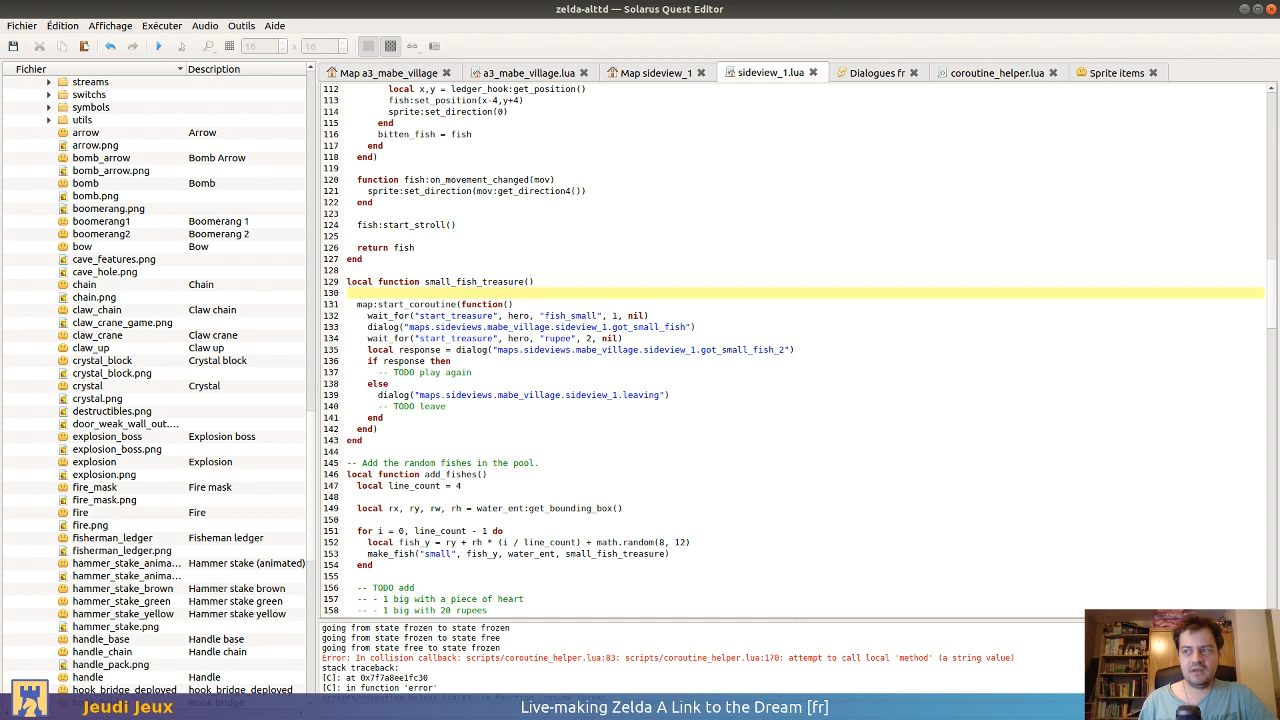 zelda-alttd — Solarus Quest Editor
Fichier Édition Affichage Exécuter Audio Outils Aide
16 x 16
Fichier Description
Map a3_mabe_village a3_mabe_village.lua Map sideview_1 sideview_1.lua Dialogues fr coroutine_helper.lua Sprite items
streams
switchs
symbols
utils
arrow Arrow
arrow.png
bomb_arrow Bomb Arrow
bomb_arrow.png
bomb Bomb
bomb.png
boomerang.png
boomerang1 Boomerang 1
boomerang2 Boomerang 2
bow Bow
cave_features.png
cave_hole.png
chain Chain
chain.png
claw_chain Claw chain
claw_crane_game.png
claw_crane Claw crane
claw_up Claw up
crystal_block Crystal block
crystal_block.png
crystal Crystal
crystal.png
destructibles.png
door_weak_wall_out....
explosion_boss Explosion boss
explosion_boss.png
explosion Explosion
explosion.png
fire_mask Fire mask
fire_mask.png
fire Fire
fire.png
fisherman_ledger Fisheman ledger
fisherman_ledger.png
hammer_stake_anima... Hammer stake (animated)
hammer_stake_anima...
hammer_stake_brown Hammer stake brown
hammer_stake_green Hammer stake green
hammer_stake_yellow Hammer stake yellow
hammer_stake.png
handle_base Handle base
handle_chain Handle chain
handle_pack.png
handle Handle
hook_bridge_deployed hook_bridge_deployed
112 local x,y = ledger_hook:get_position()
113 fish:set_position(x-4,y+4)
114 sprite:set_direction(0)
115 end
116 bitten_fish = fish
117 end
118 end)
119
120 function fish:on_movement_changed(mov)
121 sprite:set_direction(mov:get_direction4())
122 end
123
124 fish:start_stroll()
125
126 return fish
127 end
128
129 local function small_fish_treasure()
130
131 map:start_coroutine(function()
132 wait_for("start_treasure", hero, "fish_small", 1, nil)
133 dialog("maps.sideviews.mabe_village.sideview_1.got_small_fish")
134 wait_for("start_treasure", hero, "rupee", 2, nil)
135 local response = dialog("maps.sideviews.mabe_village.sideview_1.got_small_fish_2")
136 if response then
137 -- TODO play again
138 else
139 dialog("maps.sideviews.mabe_village.sideview_1.leaving")
140 -- TODO leave
141 end
142 end)
143 end
144
145 -- Add the random fishes in the pool.
146 local function add_fishes()
147 local line_count = 4
148
149 local rx, ry, rw, rh = water_ent:get_bounding_box()
150
151 for i = 0, line_count - 1 do
152 local fish_y = ry + rh * (i / line_count) + math.random(8, 12)
153 make_fish("small", fish_y, water_ent, small_fish_treasure)
154 end
155
156 -- TODO add
157 -- - 1 big with a piece of heart
158 -- - 1 big with 20 rupees
going from state frozen to state frozen
going from state frozen to state free
going from state free to state frozen
Error: In collision callback: scripts/coroutine_helper.lua:83: scripts/coroutine_helper.lua:170: attempt to call local 'method' (a string value)
stack traceback:
[C]: at 0x7f7a8ee1fc30
[C]: in function 'error'
Jeudi Jeux
Live-making Zelda A Link to the Dream [fr]